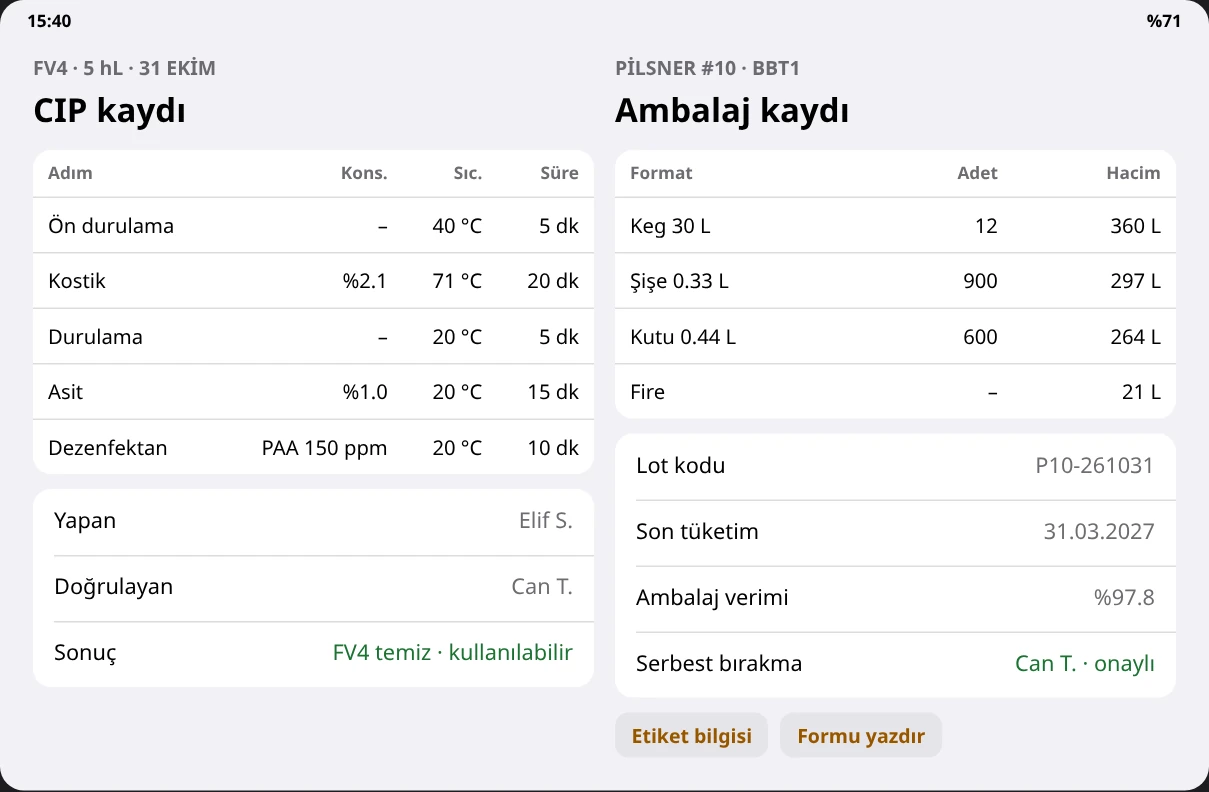 15:40 %71
FV4 · 5 hL · 31 EKİM
CIP kaydı
Adım Kons. Sıc. Süre
Ön durulama – 40 °C 5 dk
Kostik %2.1 71 °C 20 dk
Durulama – 20 °C 5 dk
Asit %1.0 20 °C 15 dk
Dezenfektan PAA 150 ppm 20 °C 10 dk
Yapan Elif S.
Doğrulayan Can T.
Sonuç FV4 temiz · kullanılabilir
PİLSNER #10 · BBT1
Ambalaj kaydı
Format Adet Hacim
Keg 30 L 12 360 L
Şişe 0.33 L 900 297 L
Kutu 0.44 L 600 264 L
Fire – 21 L
Lot kodu P10-261031
Son tüketim 31.03.2027
Ambalaj verimi %97.8
Serbest bırakma Can T. · onaylı
Etiket bilgisi Formu yazdır